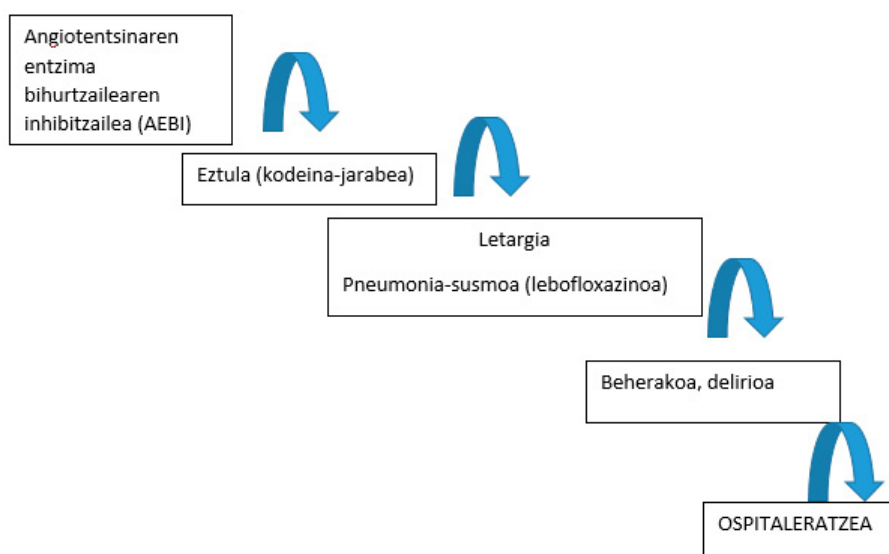 Angiotentsinaren
entzima
bihurtzailearen
inhibitzailea (AEBI)
Eztula (kodeina-jarabea)
Letargia
Pneumonia-susmoa (lebofloxazinoa)
Beherakoa, delirioa
OSPITALERATZEA